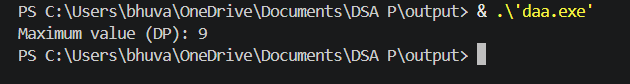 PS C:\Users\bhuva\OneDrive\Documents\DSA P\output> & .\'daa.exe'
Maximum value (DP): 9
PS C:\Users\bhuva\OneDrive\Documents\DSA P\output>